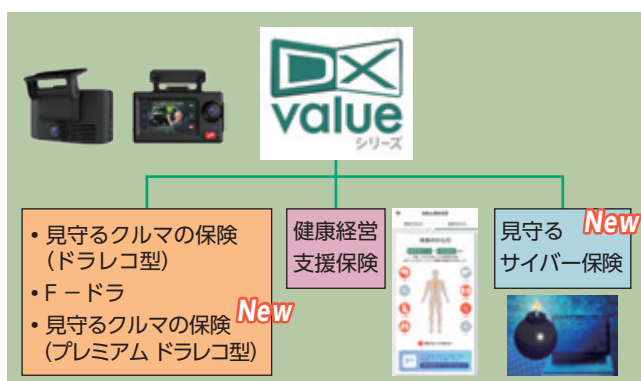 DX
value
シリーズ
・見守るクルマの保険
（ドラレコ型）
・F－ドラ
・見守るクルマの保険
（プレミアム ドラレコ型）
New
健康経営
支援保険
見守る
サイバー保険
New